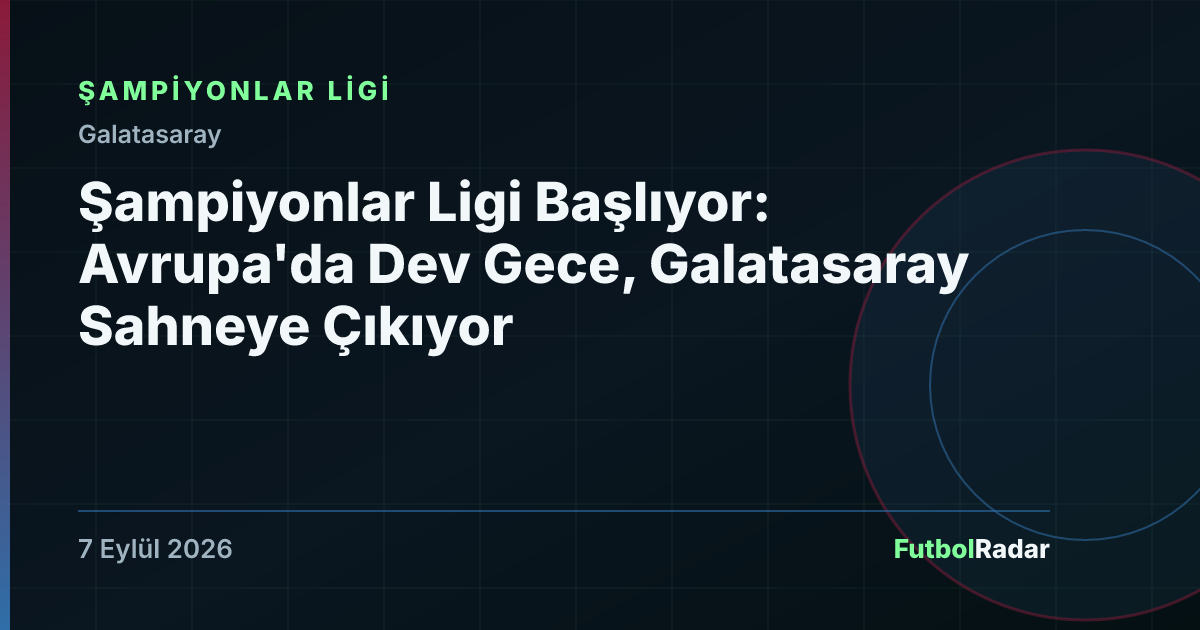 ŞAMPİYONLAR LİGİ
Galatasaray
Şampiyonlar Ligi Başlıyor:
Avrupa'da Dev Gece, Galatasaray
Sahneye Çıkıyor
7 Eylül 2026
FutbolRadar